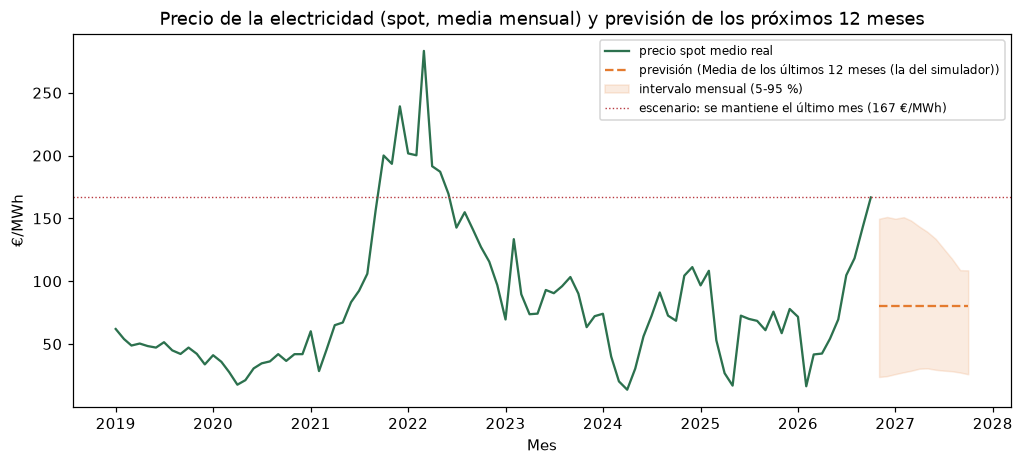 Precio de la electricidad (spot, media mensual) y previsión de los próximos 12 meses
precio spot medio real
previsión (Media de los últimos 12 meses (la del simulador))
intervalo mensual (5-95 %)
escenario: se mantiene el último mes (167 €/MWh)
€/MWh
250
200
150
100
50
2019 2020 2021 2022 2023 2024 2025 2026 2027 2028
Mes